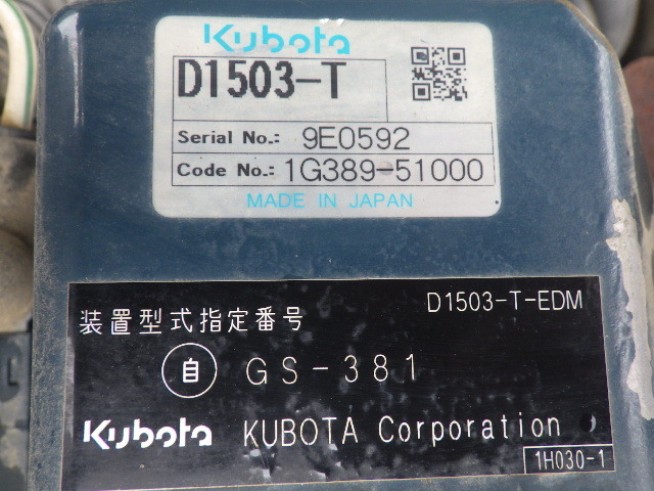 Kubota
D1503-T
Serial No.: 9E0592
Code No.: 1G389-51000
MADE IN JAPAN
装置型式指定番号 D1503-T-EDM
自 GS-381
Kubota KUBOTA Corporation
1H030-1